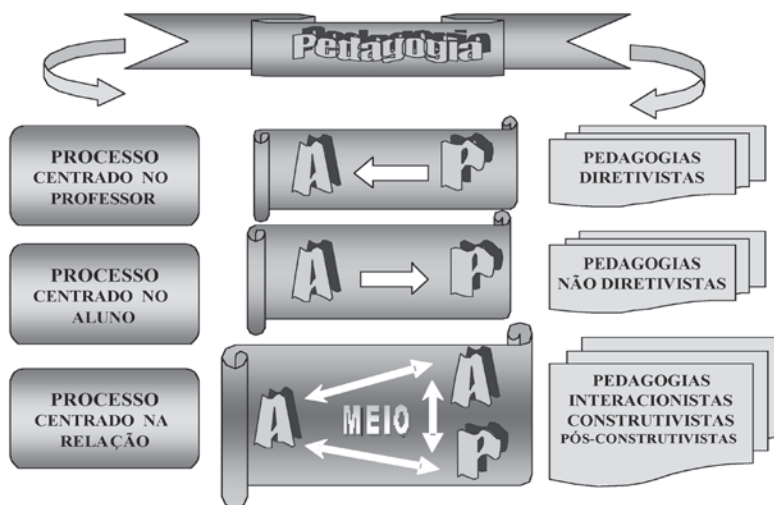 Pedagogia
PROCESSO
CENTRADO NO
PROFESSOR
A
P
PEDAGOGIAS
DIRETIVISTAS
PROCESSO
CENTRADO NO
ALUNO
A
P
PEDAGOGIAS
NÃO DIRETIVISTAS
PROCESSO
CENTRADO NA
RELAÇÃO
A
A
MEIO
P
PEDAGOGIAS
INTERACIONISTAS
CONSTRUTIVISTAS
PÓS-CONSTRUTIVISTAS